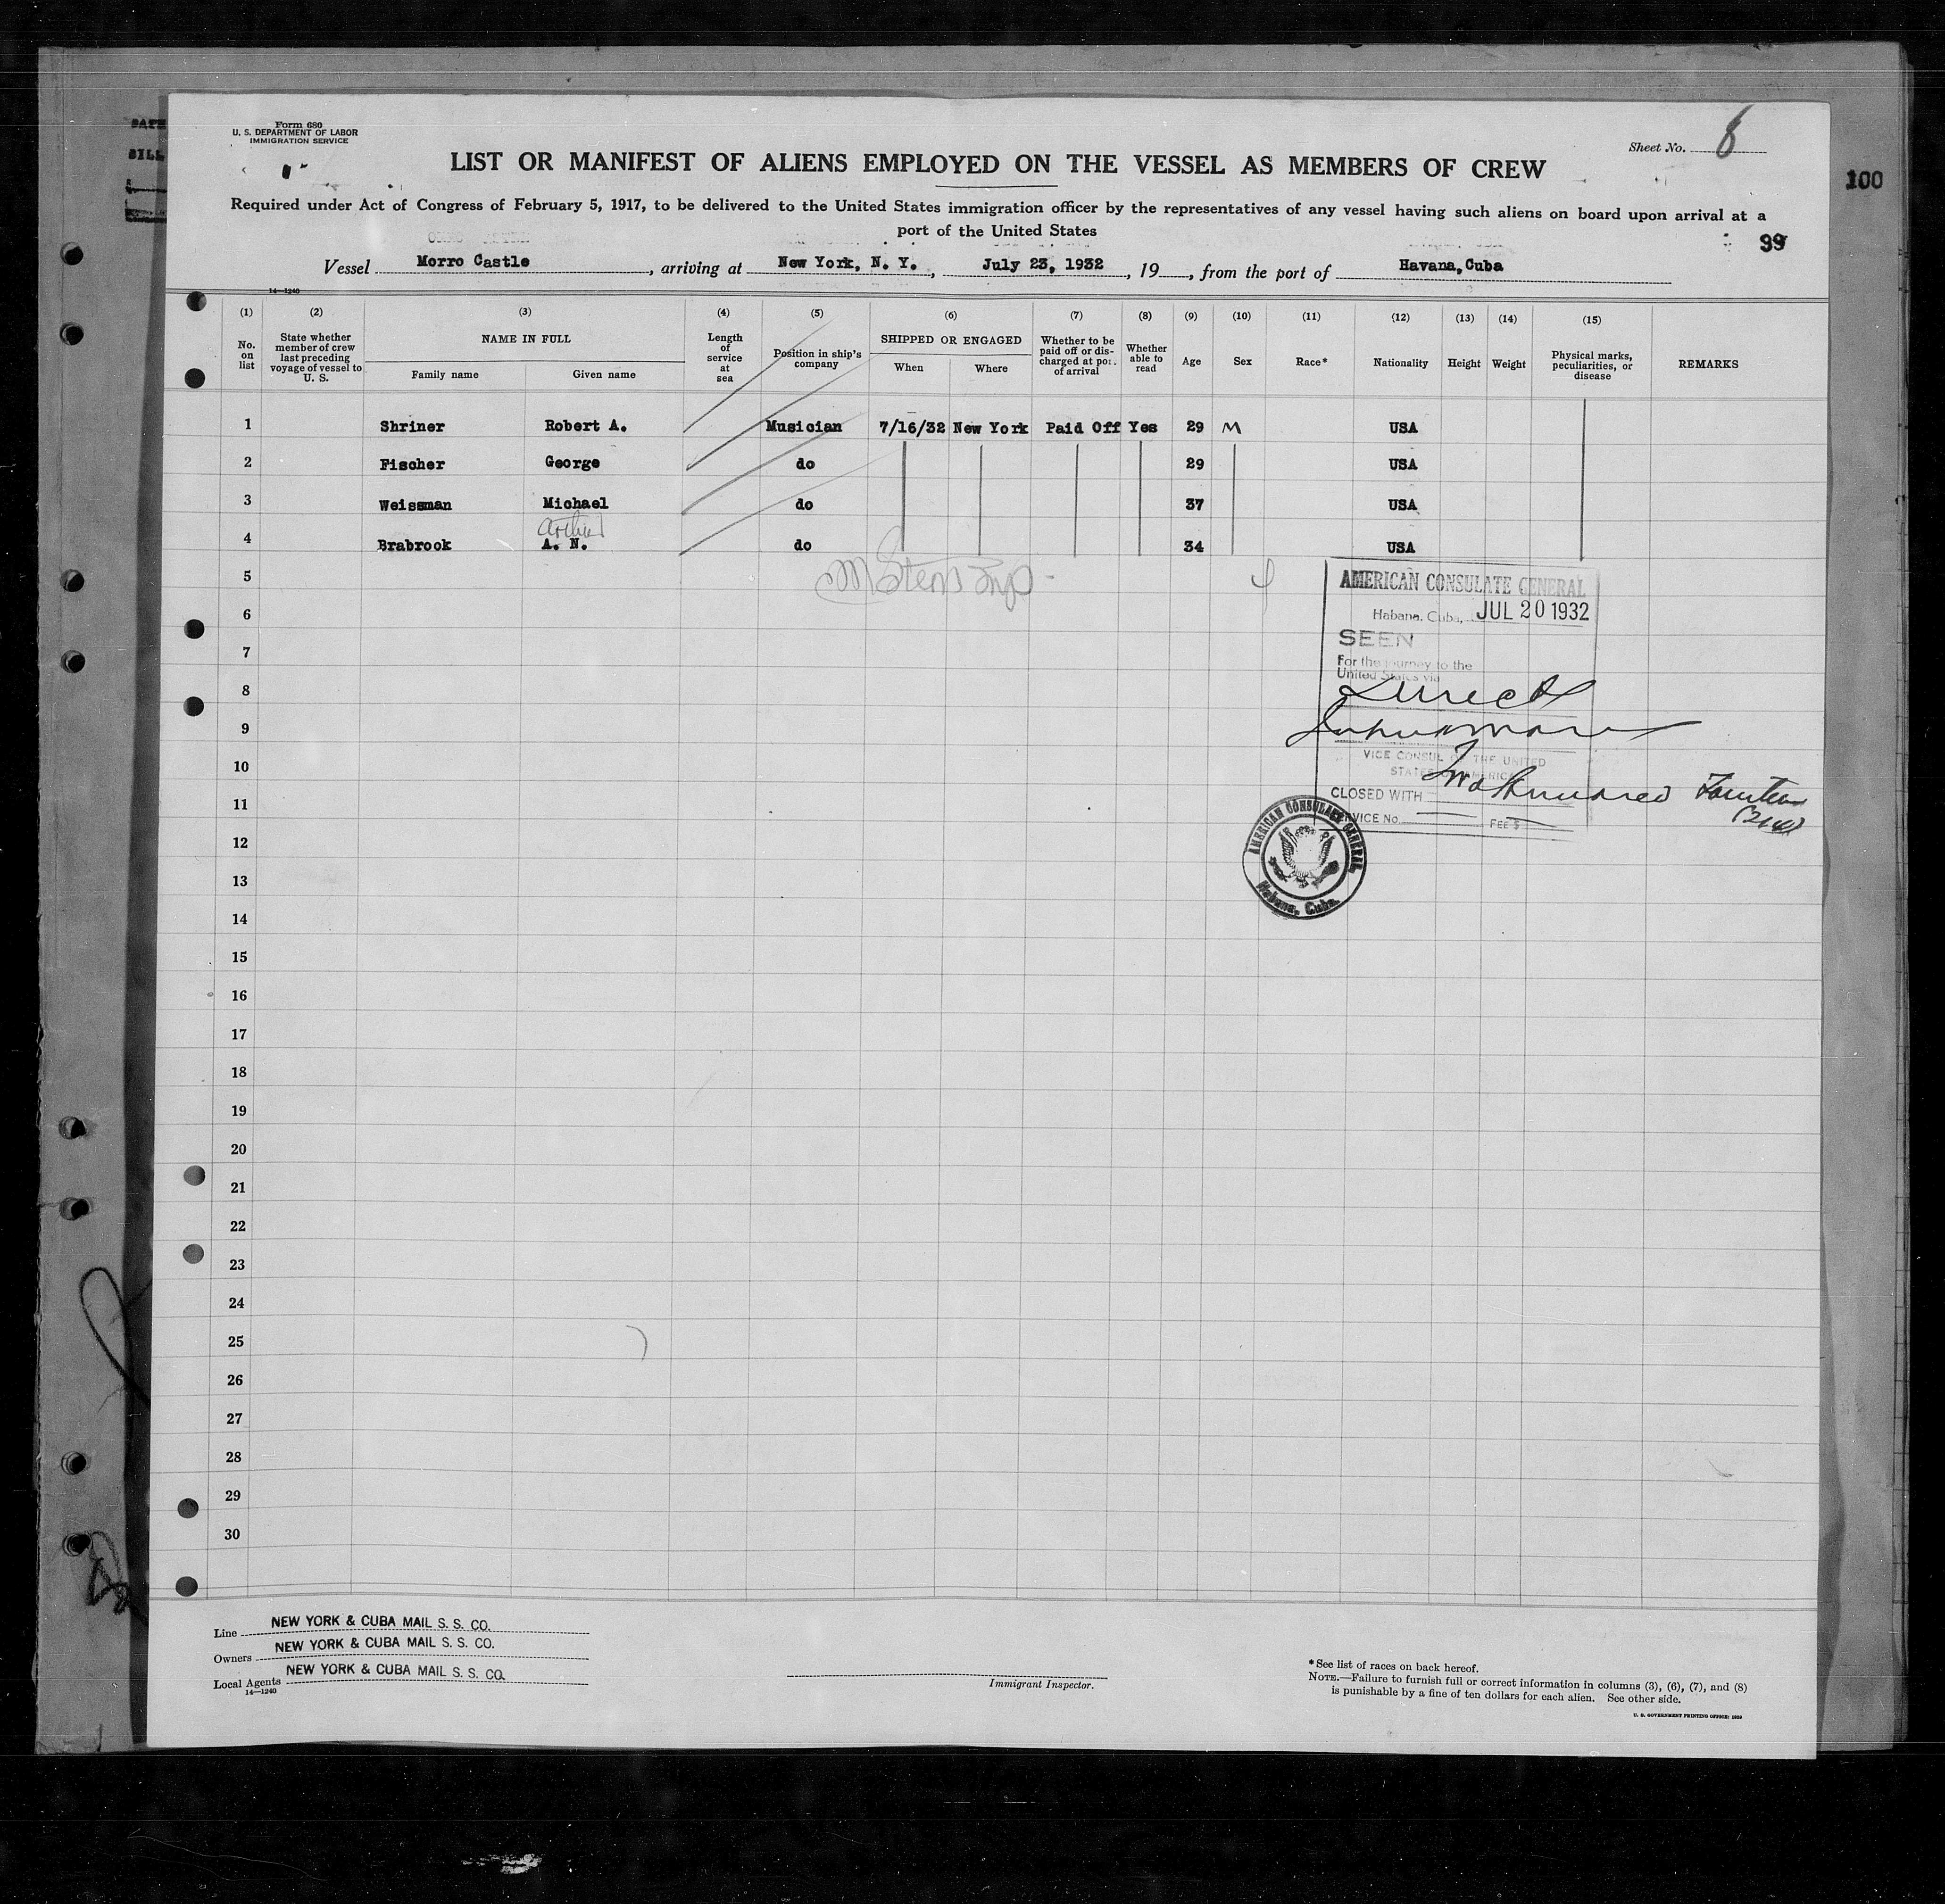 Form 680
U. S. DEPARTMENT OF LABOR
IMMIGRATION SERVICE
Sheet No. 8
LIST OR MANIFEST OF ALIENS EMPLOYED ON THE VESSEL AS MEMBERS OF CREW
100
Required under Act of Congress of February 5, 1917, to be delivered to the United States immigration officer by the representatives of any vessel having such aliens on board upon arrival at a
port of the United States
99
Vessel Morro Castle, arriving at New York, N. Y., July 23, 1932, 19, from the port of Havana, Cuba
14—1240
(1) (2) (3) (4) (5) (6) (7) (8) (9) (10) (11) (12) (13) (14) (15)
No. on list
State whether member of crew last preceding voyage of vessel to U. S.
NAME IN FULL
Family name
Given name
Length of service at sea
Position in ship's company
SHIPPED OR ENGAGED
When
Where
Whether to be paid off or discharged at port of arrival
Whether able to read
Age
Sex
Race*
Nationality
Height
Weight
Physical marks, peculiarities, or disease
REMARKS
1 Shriner Robert A. Musician 7/16/32 New York Paid Off Yes 29 M USA
2 Fischer George do 29 USA
3 Weissman Michael do 37 USA
Arthur
4 Brabrook A. N. do 34 USA
5
6
7
8
9
10
11
12
13
14
15
16
17
18
19
20
21
22
23
24
25
26
27
28
29
30
AMERICAN CONSULATE GENERAL
Habana, Cuba, JUL 20 1932
SEEN
For the journey to the
United States via
Direct
VICE CONSUL OF THE UNITED
STATES OF AMERICA
CLOSED WITH Two Hundred Fourteen
(214)
SERVICE No. FEE $
AMERICAN CONSULATE GENERAL
Habana, Cuba.
Line NEW YORK & CUBA MAIL S. S. CO.
Owners NEW YORK & CUBA MAIL S. S. CO.
Local Agents NEW YORK & CUBA MAIL S. S. CO.
14—1240
Immigrant Inspector.
*See list of races on back hereof.
NOTE.—Failure to furnish full or correct information in columns (3), (6), (7), and (8)
is punishable by a fine of ten dollars for each alien. See other side.